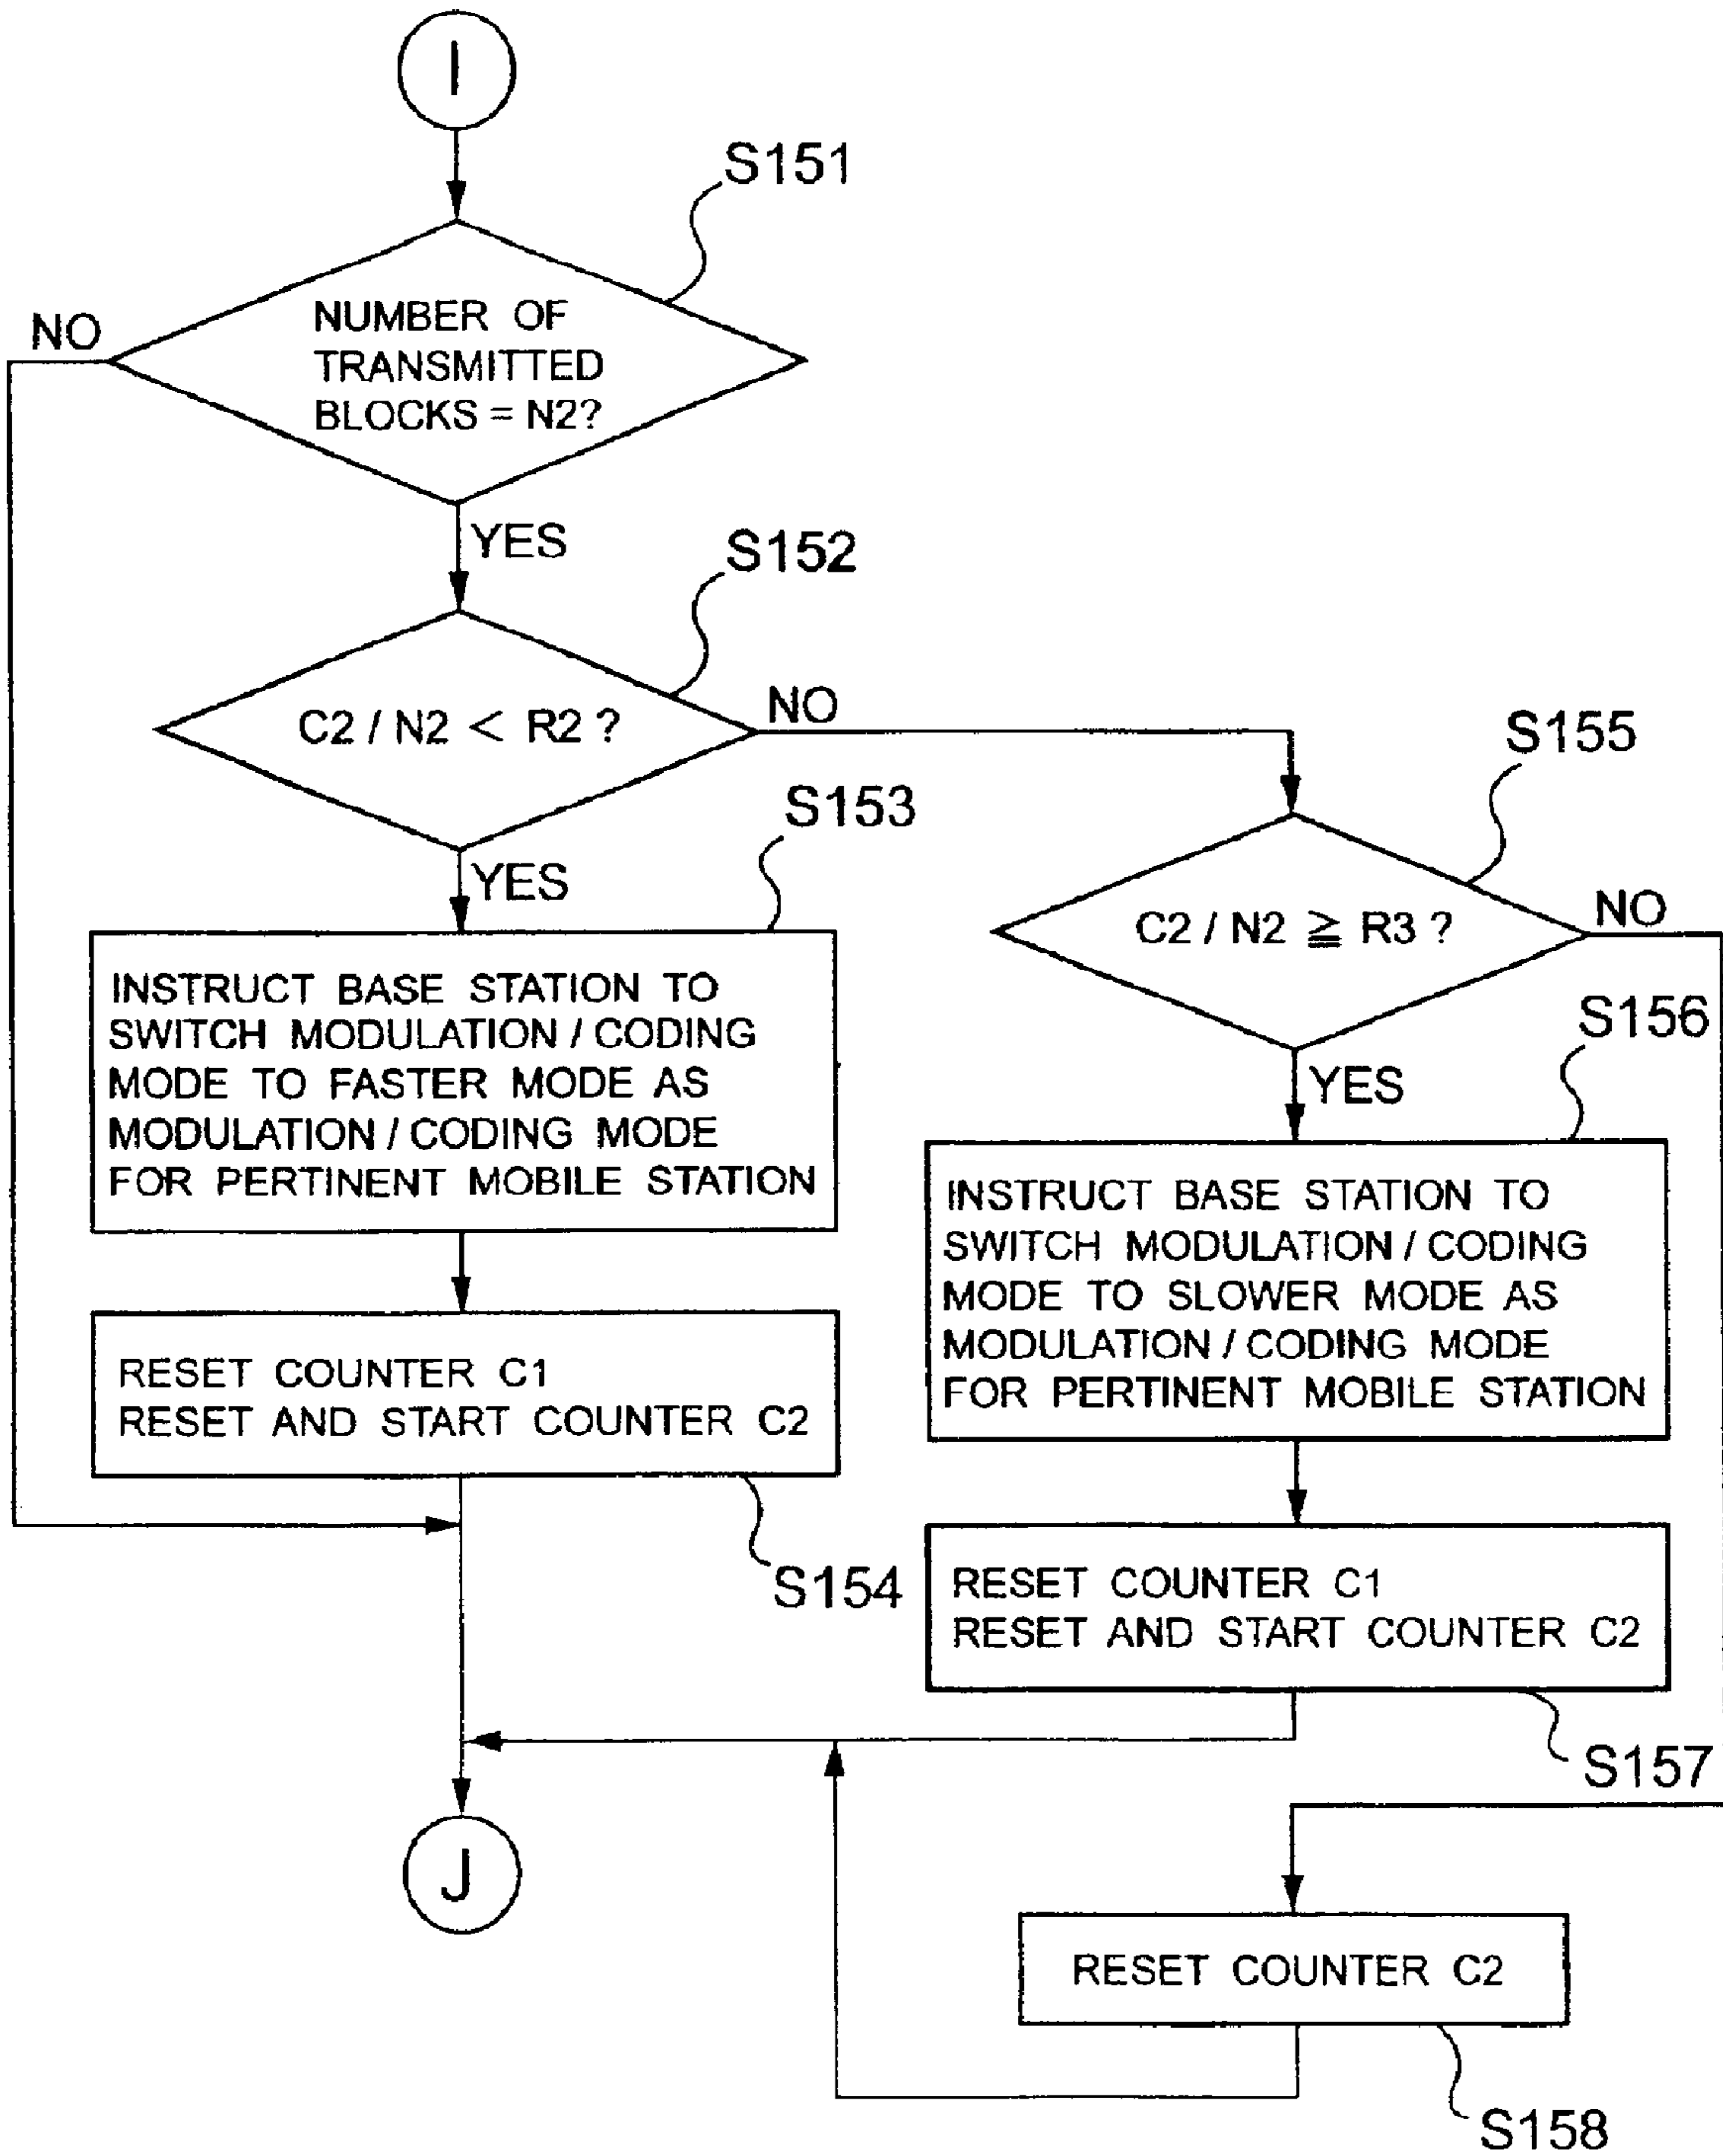 I
S151
NUMBER OF
TRANSMITTED
BLOCKS = N2?
NO
YES
S152
C2 / N2 < R2 ?
NO
YES
S153
INSTRUCT BASE STATION TO
SWITCH MODULATION / CODING
MODE TO FASTER MODE AS
MODULATION / CODING MODE
FOR PERTINENT MOBILE STATION
RESET COUNTER C1
RESET AND START COUNTER C2
S154
S155
C2 / N2 ≧ R3 ?
NO
YES
S156
INSTRUCT BASE STATION TO
SWITCH MODULATION / CODING
MODE TO SLOWER MODE AS
MODULATION / CODING MODE
FOR PERTINENT MOBILE STATION
RESET COUNTER C1
RESET AND START COUNTER C2
S157
J
RESET COUNTER C2
S158